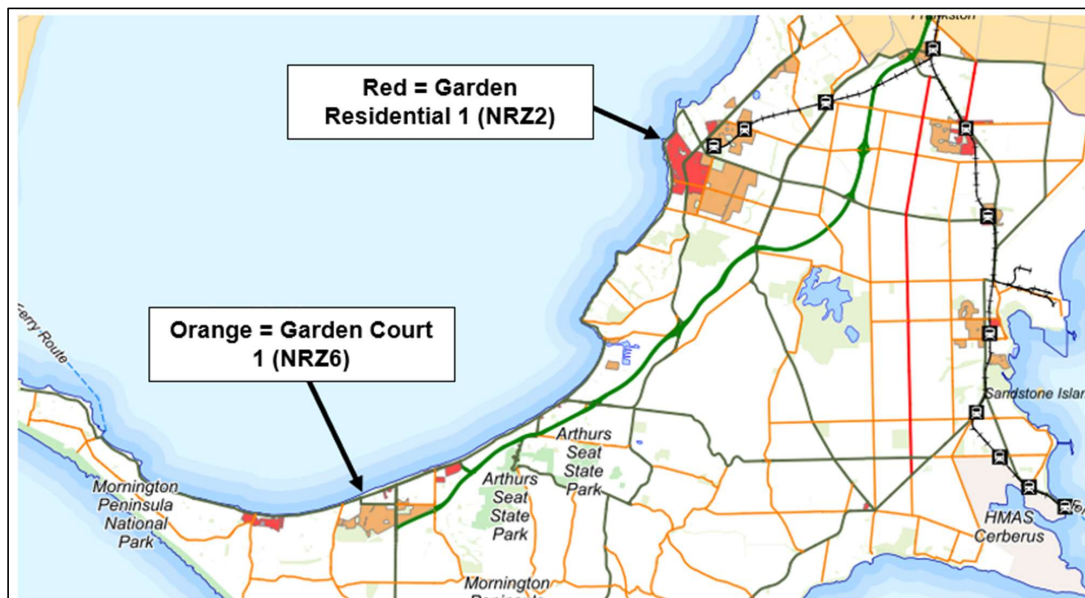 Frankston
Red = Garden
Residential 1 (NRZ2)
Ferry Route
Orange = Garden Court
1 (NRZ6)
Sandstone Islan
Arthurs
Seat
State
Park
Mornington
Peninsula
National
Park
Arthurs
Seat
State Park
HMAS
Cerberus
Mornington